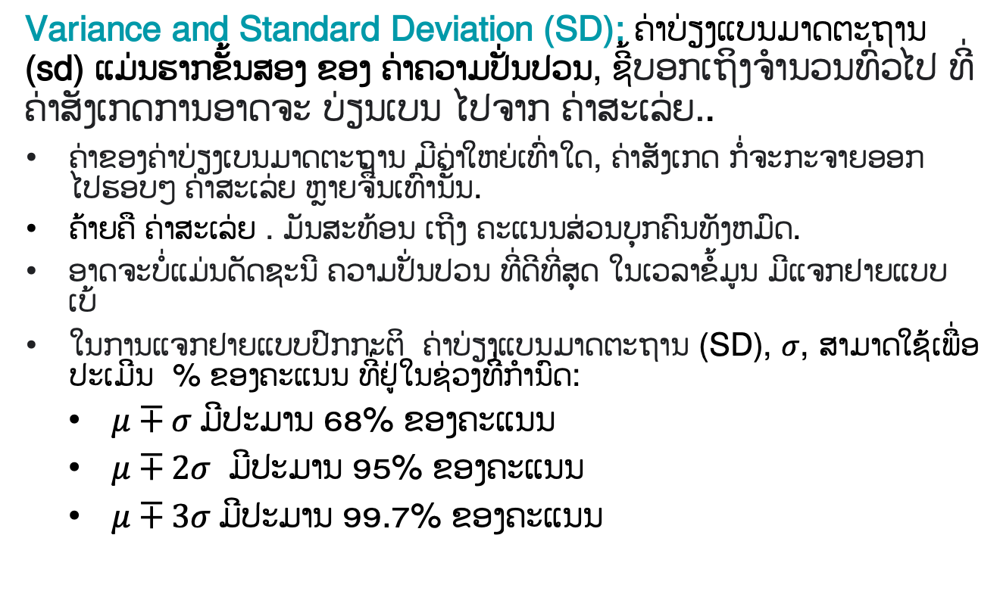 Variance and Standard Deviation (SD): ຄ່າບ່ຽງແບນມາດຕະຖານ
(sd) ແມ່ນຮາກຂັ້ນສອງ ຂອງ ຄ່າຄວາມປັ່ນປວນ, ຊີ້ບອກເຖິງຈໍານວນທົ່ວໄປ ທີ່
ຄ່າສັງເກດການອາດຈະ ບ່ຽນເບນ ໄປຈາກ ຄ່າສະເລ່ຍ..
• ຄ່າຂອງຄ່າບ່ຽງເບນມາດຕະຖານ ມີຄ່າໃຫຍ່ເທົ່າໃດ, ຄ່າສັງເກດ ກໍ່ຈະກະຈາຍອອກ
ໄປຮອບໆ ຄ່າສະເລ່ຍ ຫຼາຍຈື້ນເທົ່ານັ້ນ.
• ຄ້າຍຄື ຄ່າສະເລ່ຍ . ມັນສະທ້ອນ ເຖີງ ຄະແນນສ່ວນບຸກຄົນທັງຫມົດ.
• ອາດຈະບໍ່ແມ່ນດັດຊະນີ ຄວາມປັ່ນປວນ ທີ່ດີທີ່ສຸດ ໃນເວລາຂໍ້ມູນ ມີແຈກຢາຍແບບ
ເບ້
• ໃນການແຈກຢາຍແບບປົກກະຕິ ຄ່າບ່ຽງແບນມາດຕະຖານ (SD), σ, ສາມາດໃຊ້ເພື່ອ
ປະເມີນ % ຂອງຄະແນນ ທີ່ຢູ່ໃນຊ່ວງທີ່ກໍານົດ:
• μ ∓ σ ມີປະມານ 68% ຂອງຄະແນນ
• μ ∓ 2σ ມີປະມານ 95% ຂອງຄະແນນ
• μ ∓ 3σ ມີປະມານ 99.7% ຂອງຄະແນນ